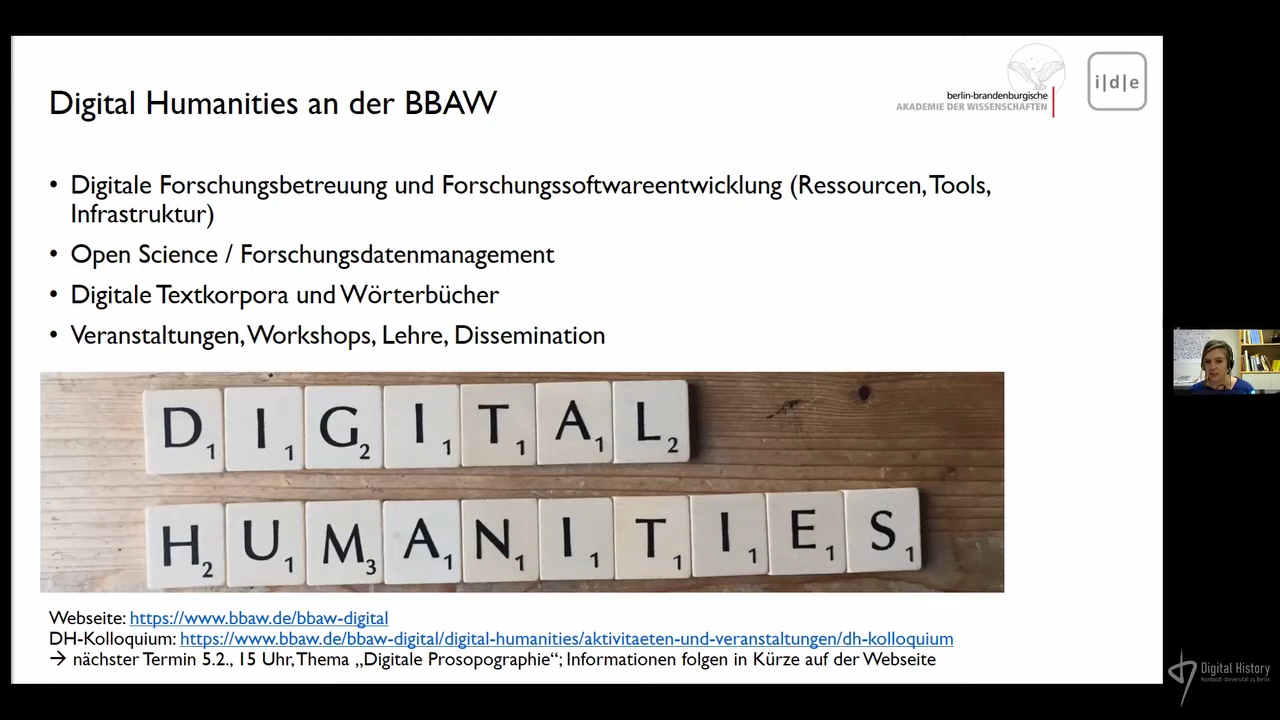 Digital Humanities an der BBAW
berlin-brandenburgische
AKADEMIE DER WISSENSCHAFTEN
i|d|e
• Digitale Forschungsbetreuung und Forschungssoftwareentwicklung (Ressourcen, Tools,
Infrastruktur)
• Open Science / Forschungsdatenmanagement
• Digitale Textkorpora und Wörterbücher
• Veranstaltungen, Workshops, Lehre, Dissemination
D1 I1 G2 I1 T1 A1 L2
H2 U1 M3 A1 N1 I1 T1 I1 E1 S1
Webseite: https://www.bbaw.de/bbaw-digital
DH-Kolloquium: https://www.bbaw.de/bbaw-digital/digital-humanities/aktivitaeten-und-veranstaltungen/dh-kolloquium
→ nächster Termin 5.2., 15 Uhr, Thema „Digitale Prosopographie“; Informationen folgen in Kürze auf der Webseite
Digital History
Humboldt-Universität zu Berlin